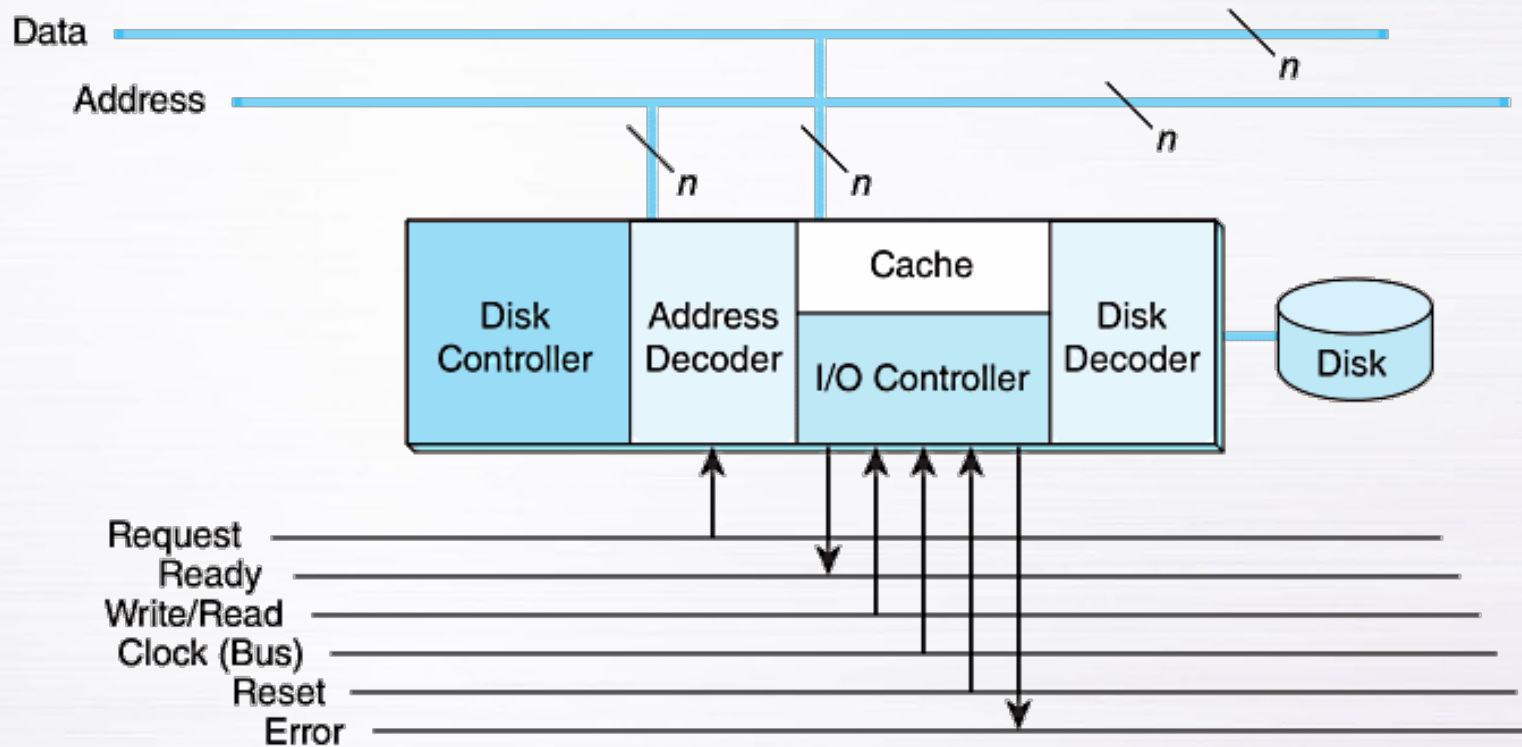 Data
n
Address
n
n
n
Cache
Disk
Controller
Address
Decoder
I/O Controller
Disk
Decoder
Disk
Request
Ready
Write/Read
Clock (Bus)
Reset
Error